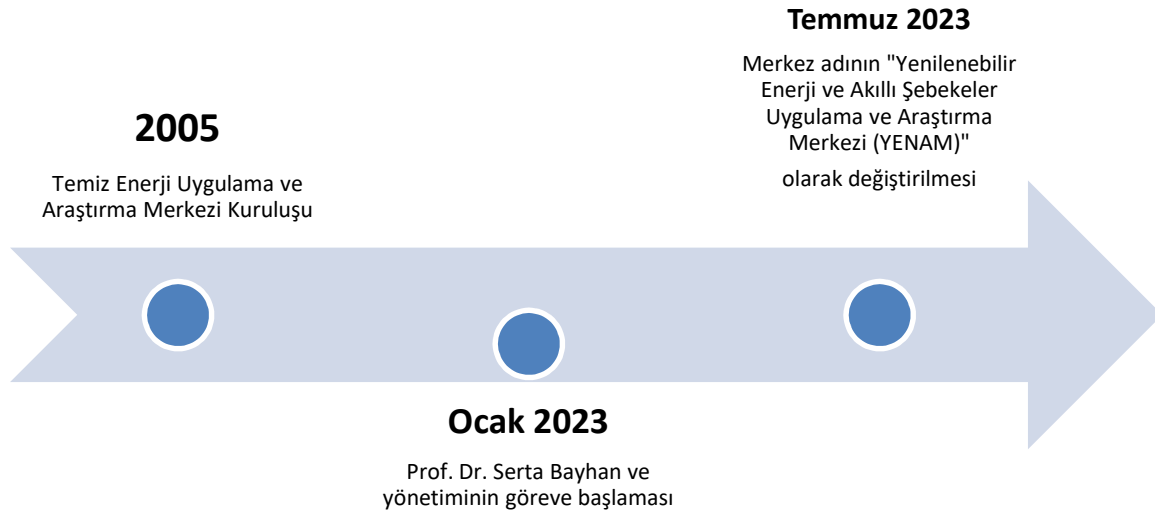 2005
Temiz Enerji Uygulama ve
Araştırma Merkezi Kuruluşu
Ocak 2023
Prof. Dr. Serta Bayhan ve
yönetiminin göreve başlaması
Temmuz 2023
Merkez adının "Yenilenebilir
Enerji ve Akıllı Şebekeler
Uygulama ve Araştırma
Merkezi (YENAM)"
olarak değiştirilmesi